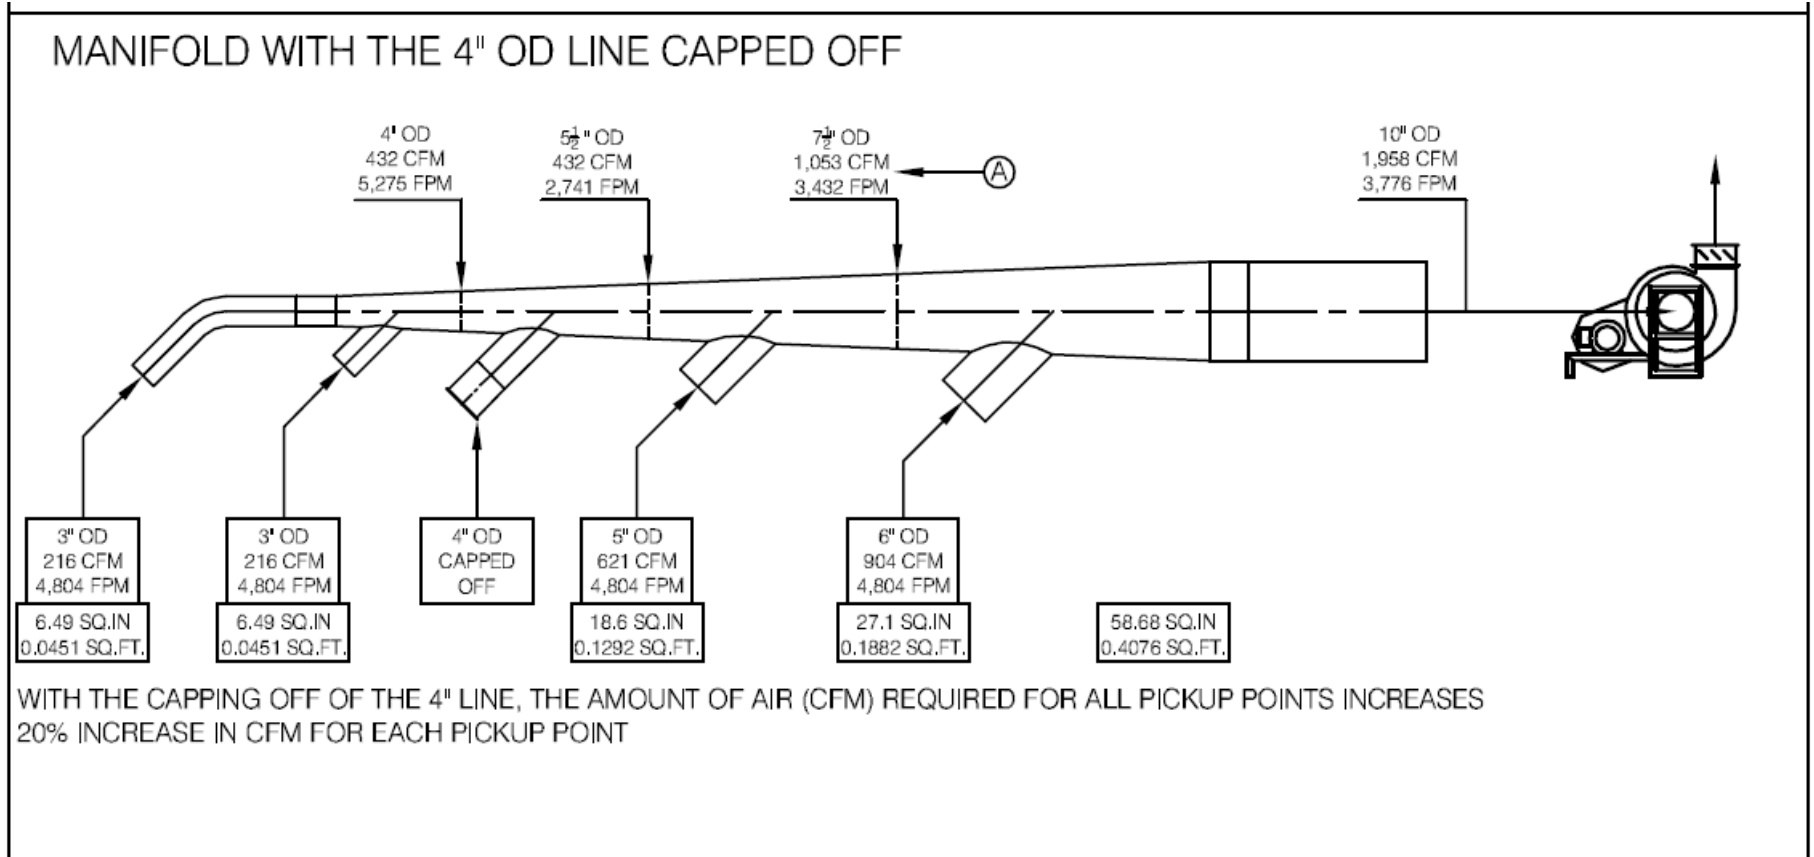 MANIFOLD WITH THE 4" OD LINE CAPPED OFF
4' OD
432 CFM
5,275 FPM
5½" OD
432 CFM
2,741 FPM
7½" OD
1,053 CFM
3,432 FPM
A
10" OD
1,958 CFM
3,776 FPM
3" OD
216 CFM
4,804 FPM
6.49 SQ.IN
0.0451 SQ.FT.
3' OD
216 CFM
4,804 FPM
6.49 SQ.IN
0.0451 SQ.FT.
4" OD
CAPPED
OFF
5" OD
621 CFM
4,804 FPM
18.6 SQ.IN
0.1292 SQ.FT.
6" OD
904 CFM
4,804 FPM
27.1 SQ.IN
0.1882 SQ.FT.
58.68 SQ.IN
0.4076 SQ.FT.
WITH THE CAPPING OFF OF THE 4" LINE, THE AMOUNT OF AIR (CFM) REQUIRED FOR ALL PICKUP POINTS INCREASES
20% INCREASE IN CFM FOR EACH PICKUP POINT